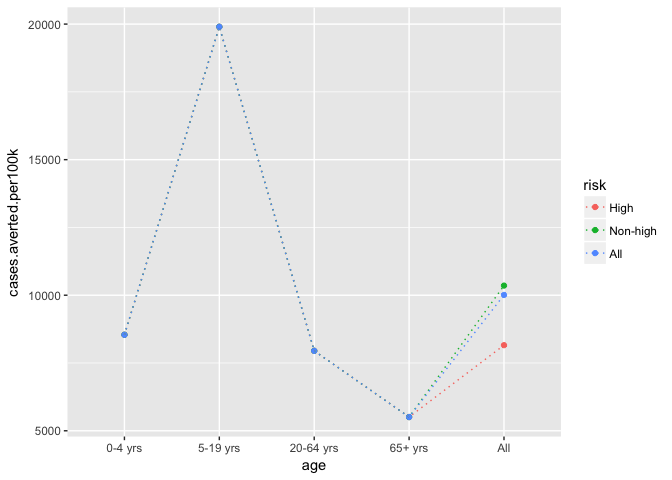 20000
15000
10000
5000
cases.averted.per100k
0-4 yrs
5-19 yrs
20-64 yrs
65+ yrs
All
age
risk
High
Non-high
All